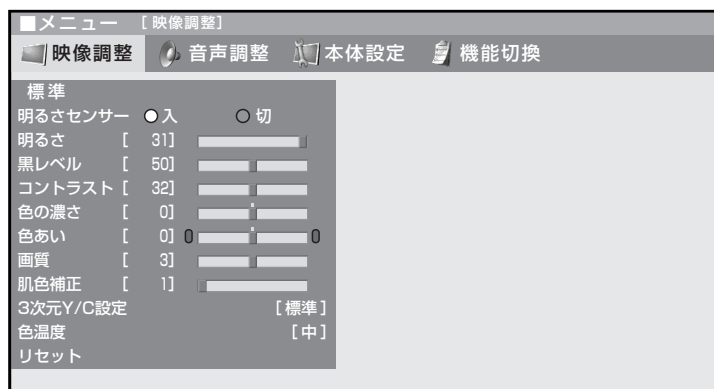 ■メニュー [映像調整]
映像調整 音声調整 本体設定 機能切換
標準
明るさセンサー 入 切
明るさ [ 31]
黒レベル [ 50]
コントラスト [ 32]
色の濃さ [ 0]
色あい [ 0]
画質 [ 3]
肌色補正 [ 1]
3次元Y/C設定 [標準]
色温度 [中]
リセット